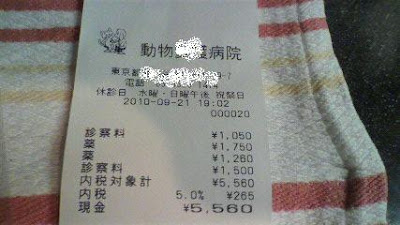 動物 病院
東京都
電話
休診日 水曜・日曜午後 祝祭日
2010-09-21 19:02
000020
診察料 ¥1,050
薬 ¥1,750
薬 ¥1,260
診察料 ¥1,500
内税対象計 ¥5,560
内税 5.0% ¥265
現金 ¥5,560